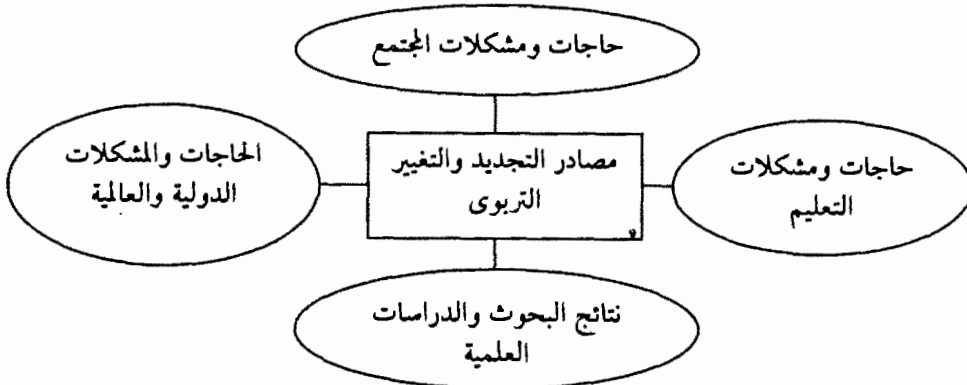 حاجات ومشكلات المجتمع
مصادر التجديد والتغيير
التربوى
حاجات ومشكلات
التعليم
الحاجات والمشكلات
الدولية والعالمية
نتائج البحوث والدراسات
العلمية